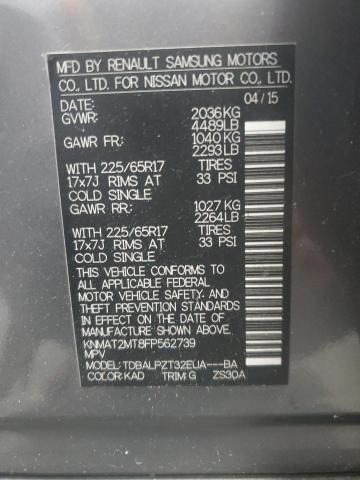 MFD BY RENAULT SAMSUNG MOTORS
CO., LTD. FOR NISSAN MOTOR CO., LTD.
DATE: 04/15
GVWR: 2036KG
4489LB
GAWR FR: 1040KG
2293LB
WITH 225/65R17 TIRES
17x7J RIMS AT 33 PSI
COLD SINGLE
GAWR RR: 1027KG
2264LB
WITH 225/65R17 TIRES
17x7J RIMS AT 33 PSI
COLD SINGLE
THIS VEHICLE CONFORMS TO
ALL APPLICABLE FEDERAL
MOTOR VEHICLE SAFETY
AND THEFT PREVENTION
STANDARDS IN EFFECT ON
THE DATE OF MANUFACTURE
SHOWN ABOVE.
KNMAT2MT8FP562739
MPV
MODEL: TDBALPZT32EUA---BA
COLOR:KAD TRIM:G ZS30A